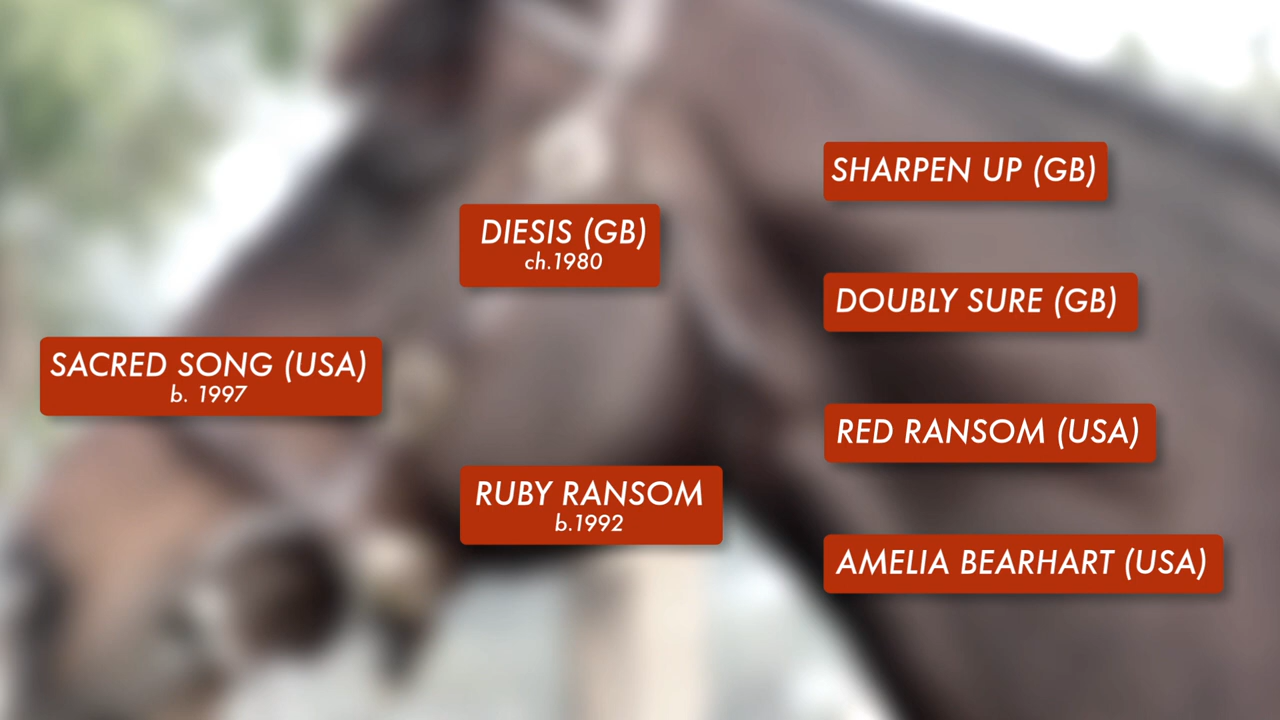 SHARPEN UP (GB)
DIESIS (GB)
ch.1980
DOUBLY SURE (GB)
SACRED SONG (USA)
b. 1997
RED RANSOM (USA)
RUBY RANSOM
b.1992
AMELIA BEARHART (USA)